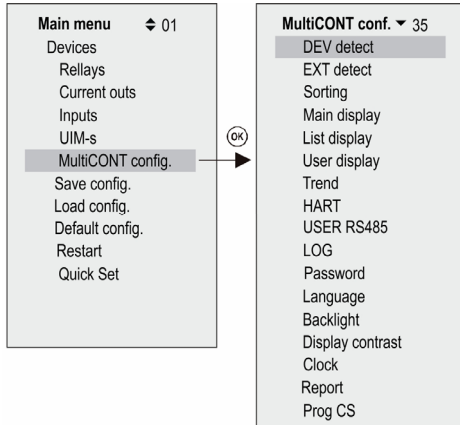 Main menu 01
Devices
Rellays
Current outs
Inputs
UIM-s
MultiCONT config.
Save config.
Load config.
Default config.
Restart
Quick Set
OK
MultiCONT conf. 35
DEV detect
EXT detect
Sorting
Main display
List display
User display
Trend
HART
USER RS485
LOG
Password
Language
Backlight
Display contrast
Clock
Report
Prog CS